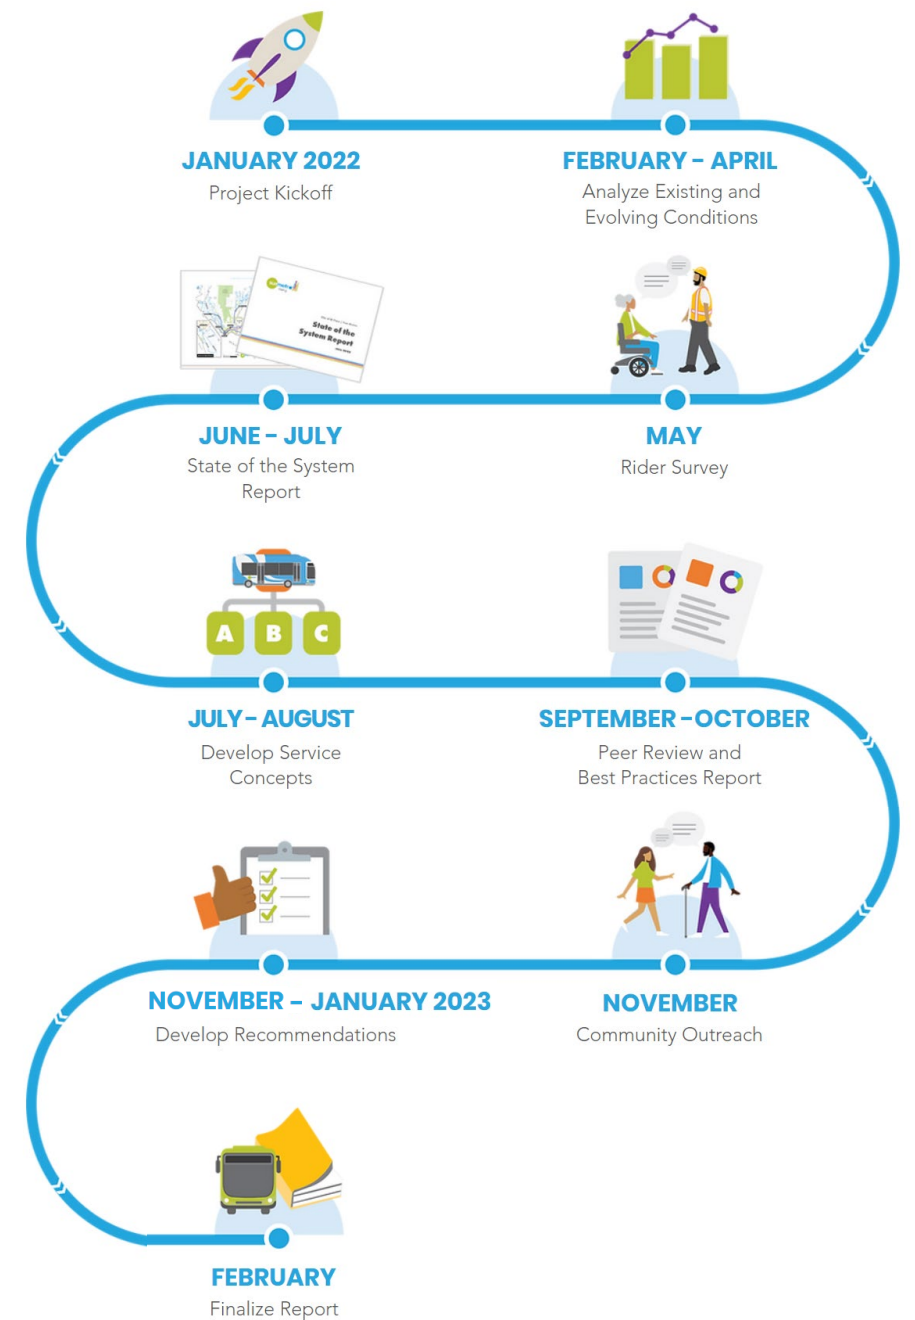 JANUARY 2022
Project Kickoff
FEBRUARY - APRIL
Analyze Existing and
Evolving Conditions
MAY
Rider Survey
State of the
System Report
JUNE - JULY
State of the System
Report
A B C
JULY - AUGUST
Develop Service
Concepts
SEPTEMBER -OCTOBER
Peer Review and
Best Practices Report
NOVEMBER
Community Outreach
NOVEMBER - JANUARY 2023
Develop Recommendations
FEBRUARY
Finalize Report